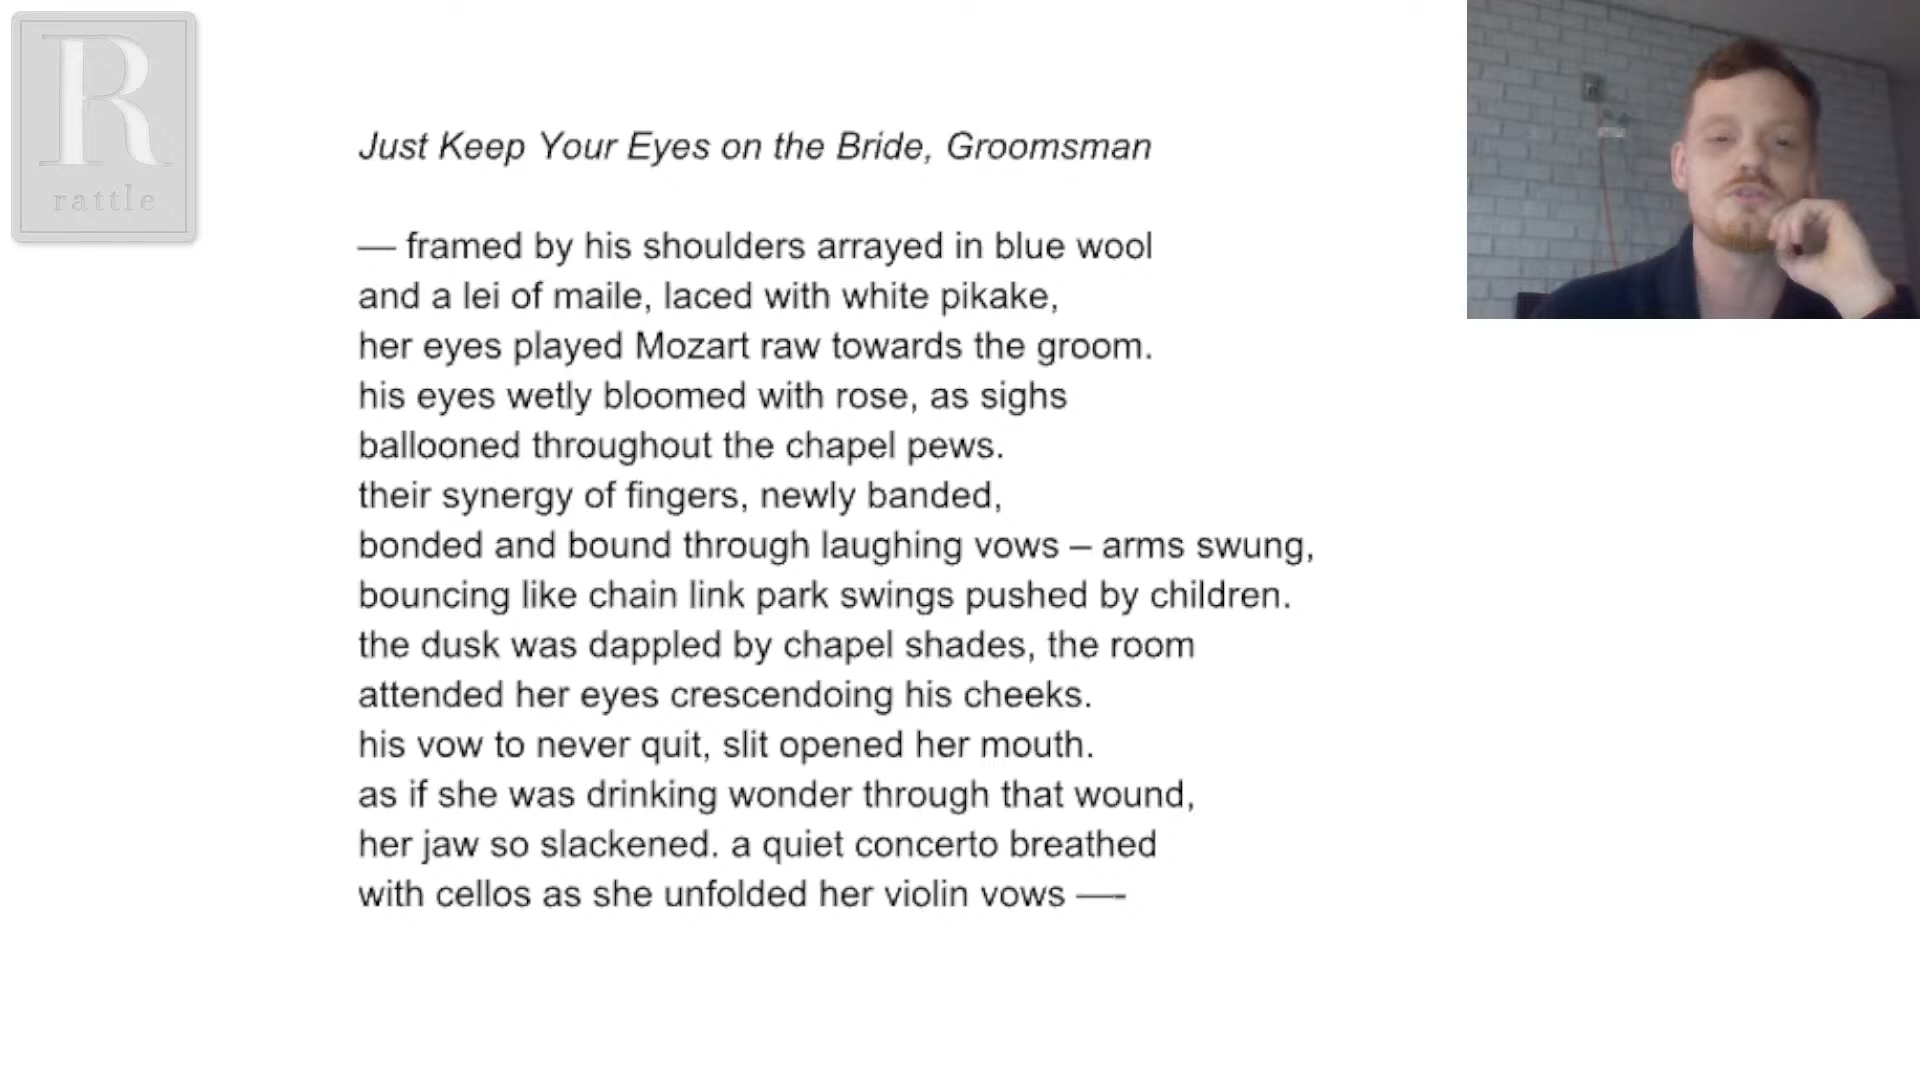 R
rattle
Just Keep Your Eyes on the Bride, Groomsman
— framed by his shoulders arrayed in blue wool
and a lei of maile, laced with white pikake,
her eyes played Mozart raw towards the groom.
his eyes wetly bloomed with rose, as sighs
ballooned throughout the chapel pews.
their synergy of fingers, newly banded,
bonded and bound through laughing vows – arms swung,
bouncing like chain link park swings pushed by children.
the dusk was dappled by chapel shades, the room
attended her eyes crescendoing his cheeks.
his vow to never quit, slit opened her mouth.
as if she was drinking wonder through that wound,
her jaw so slackened. a quiet concerto breathed
with cellos as she unfolded her violin vows —-